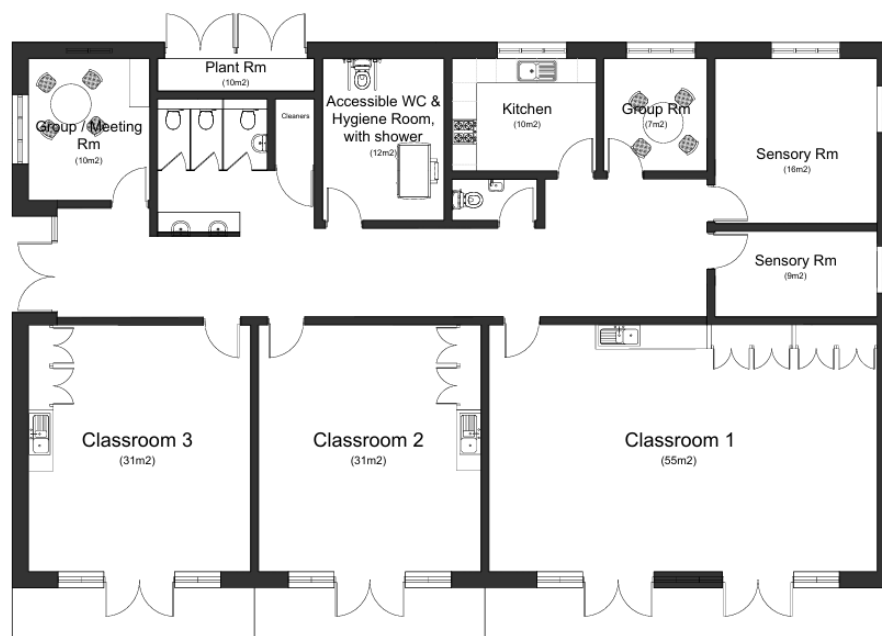 Plant Rm
(10m2)
Group / Meeting
Rm
(10m2)
Cleaners
Accessible WC &
Hygiene Room,
with shower
(12m2)
Kitchen
(10m2)
Group Rm
(7m2)
Sensory Rm
(16m2)
Sensory Rm
(9m2)
Classroom 3
(31m2)
Classroom 2
(31m2)
Classroom 1
(55m2)